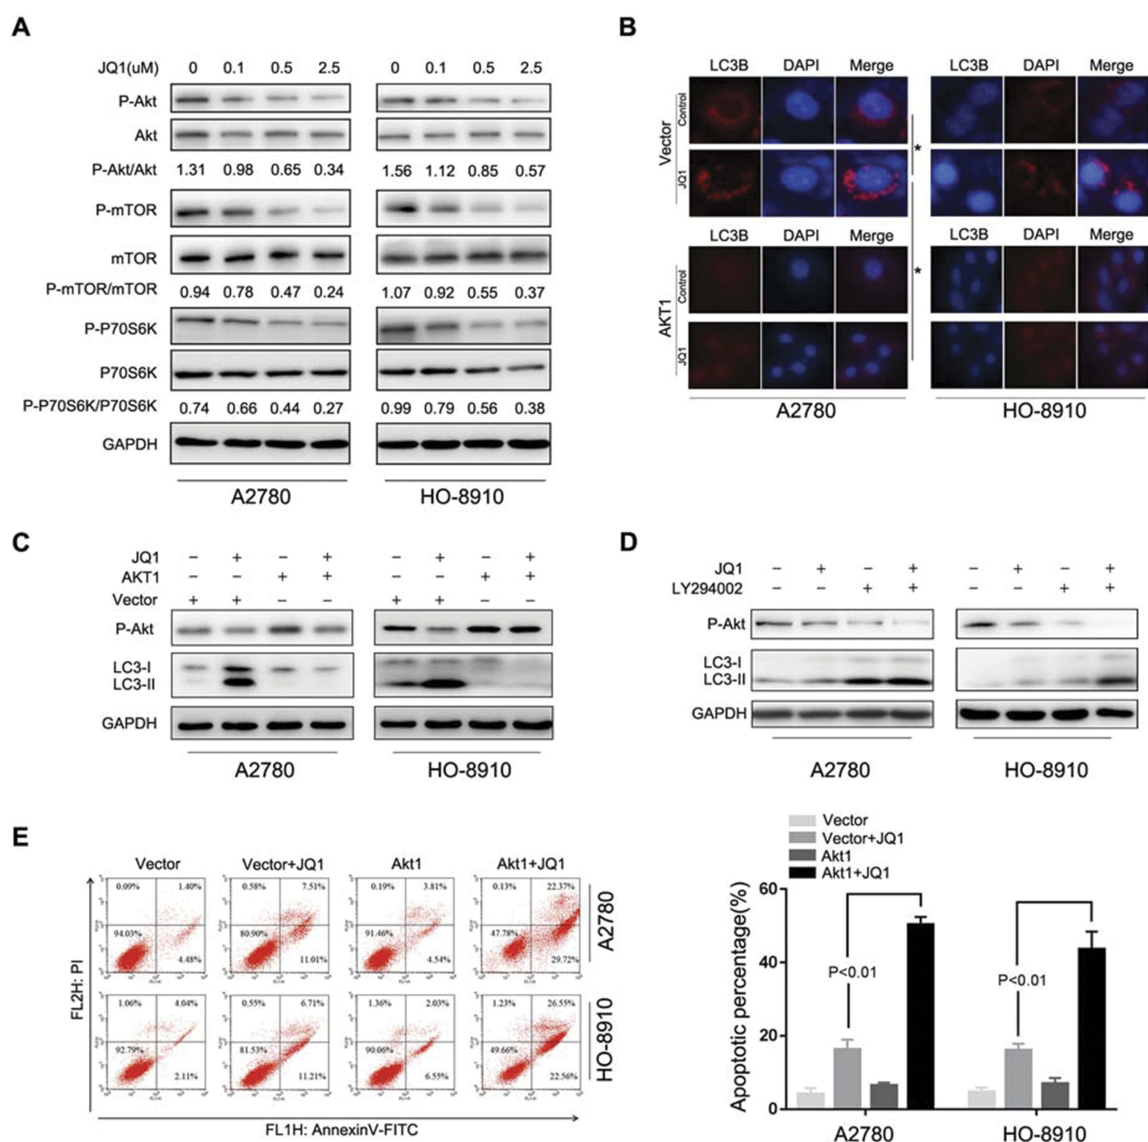 A
JQ1(uM) 0 0.1 0.5 2.5 0 0.1 0.5 2.5
P-Akt
Akt
P-Akt/Akt 1.31 0.98 0.65 0.34 1.56 1.12 0.85 0.57
P-mTOR
mTOR
P-mTOR/mTOR 0.94 0.78 0.47 0.24 1.07 0.92 0.55 0.37
P-P70S6K
P70S6K
P-P70S6K/P70S6K 0.74 0.66 0.44 0.27 0.99 0.79 0.56 0.38
GAPDH
A2780 HO-8910
B
LC3B DAPI Merge LC3B DAPI Merge
Vector
Control
JQ1
*
LC3B DAPI Merge LC3B DAPI Merge
AKT1
Control
JQ1
*
A2780 HO-8910
C
JQ1 − + − + − + − +
AKT1 − − + + − − + +
Vector + + − − + + − −
P-Akt
LC3-I
LC3-II
GAPDH
A2780 HO-8910
D
JQ1 − + − + − + − +
LY294002 − − + + − − + +
P-Akt
LC3-I
LC3-II
GAPDH
A2780 HO-8910
E
Vector Vector+JQ1 Akt1 Akt1+JQ1
0.09% 1.40% 0.58% 7.51% 0.19% 3.81% 0.13% 22.37%
94.03% 80.90% 91.46% 47.78%
4.48% 11.01% 4.54% 29.72%
A2780
1.06% 4.04% 0.55% 6.71% 1.36% 2.03% 1.23% 26.55%
92.79% 81.53% 90.06% 49.66%
2.11% 11.21% 6.55% 22.56%
HO-8910
FL2H: PI
FL1H: AnnexinV-FITC
Vector
Vector+JQ1
Akt1
Akt1+JQ1
Apoptotic percentage(%)
60
40
20
0
P<0.01
P<0.01
A2780 HO-8910